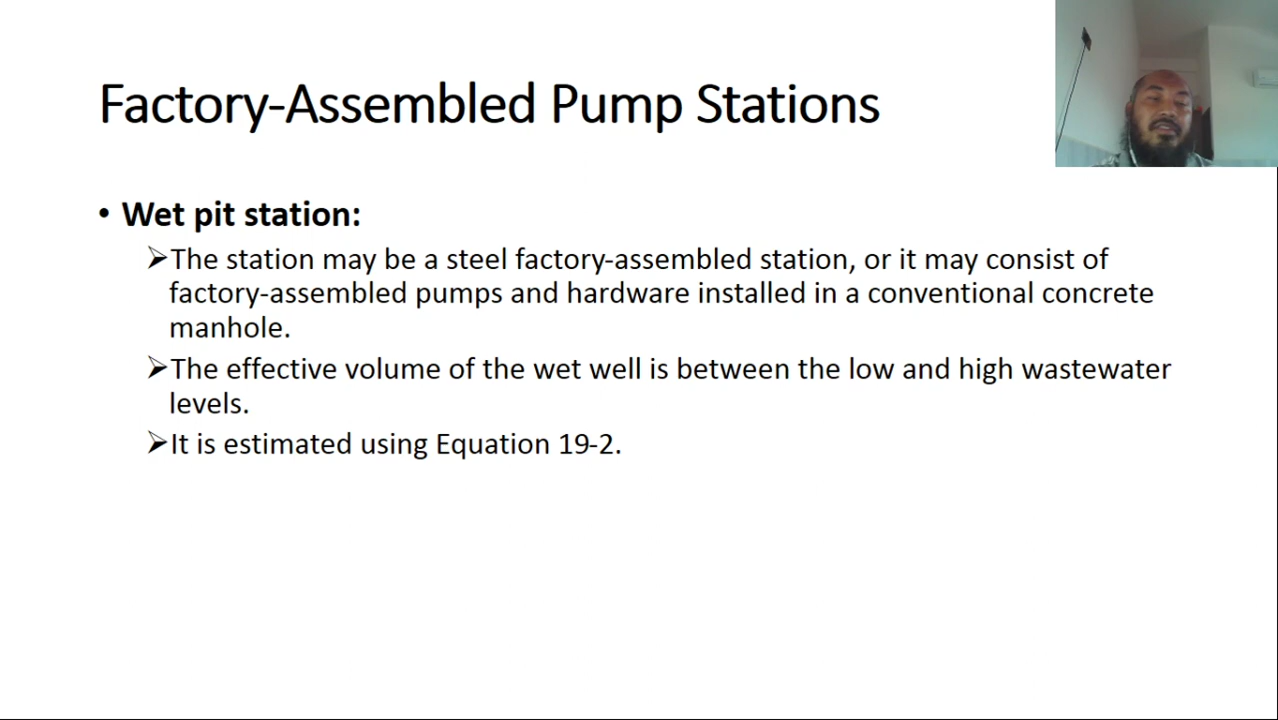 Factory-Assembled Pump Stations
• Wet pit station:
➢The station may be a steel factory-assembled station, or it may consist of
factory-assembled pumps and hardware installed in a conventional concrete
manhole.
➢The effective volume of the wet well is between the low and high wastewater
levels.
➢It is estimated using Equation 19-2.